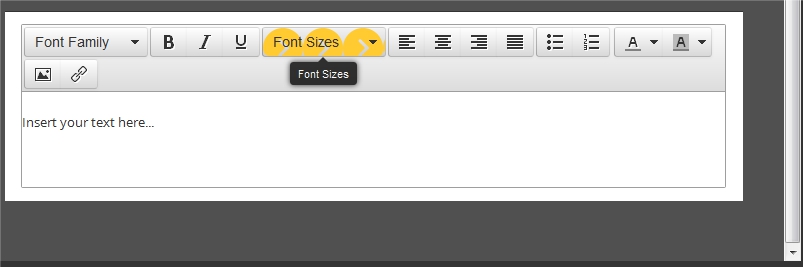 Font Family B I U Font Sizes A A
Font Sizes
Insert your text here...